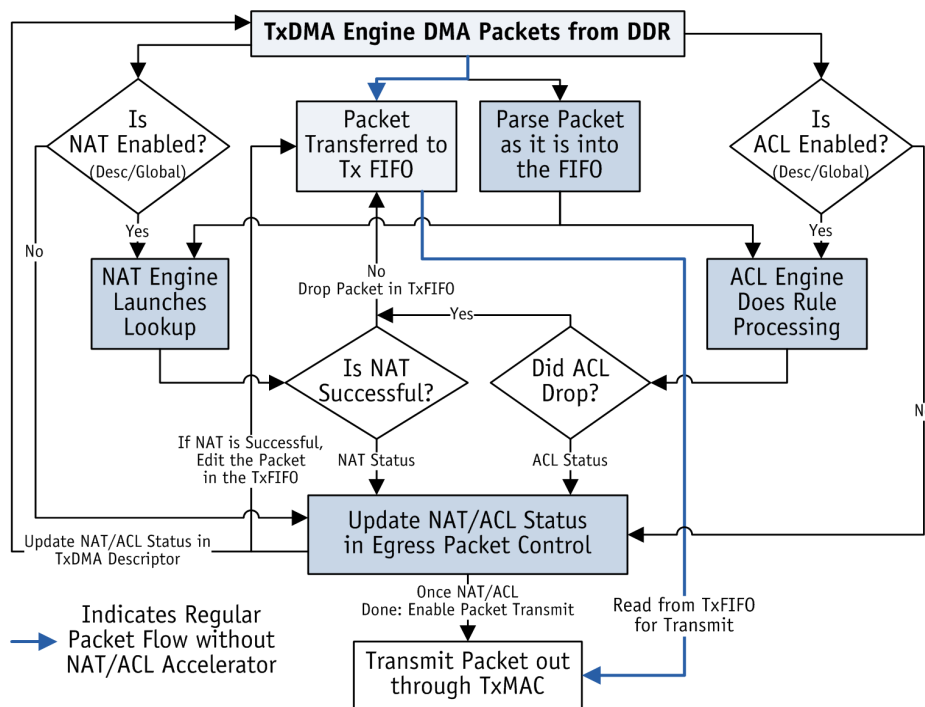 TxDMA Engine DMA Packets from DDR
Is
NAT Enabled?
(Desc/Global)
Packet
Transferred to
Tx FIFO
Parse Packet
as it is into
the FIFO
Is
ACL Enabled?
(Desc/Global)
Yes
No
Yes
NAT Engine
Launches
Lookup
No
Drop Packet in TxFIFO
ACL Engine
Does Rule
Processing
Yes
Is NAT
Successful?
Did ACL
Drop?
If NAT is Successful,
Edit the Packet
in the TxFIFO
NAT Status
ACL Status
Update NAT/ACL Status
in Egress Packet Control
Update NAT/ACL Status in
TxDMA Descriptor
Once NAT/ACL
Done: Enable Packet Transmit
Read from TxFIFO
for Transmit
Indicates Regular
Packet Flow without
NAT/ACL Accelerator
Transmit Packet out
through TxMAC